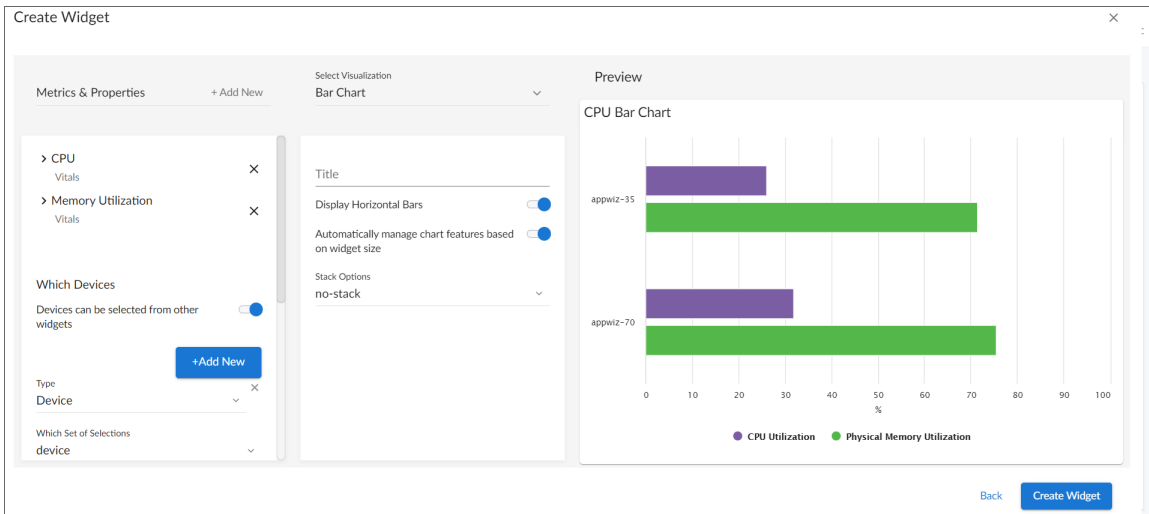 Create Widget
Metrics & Properties
+ Add New
CPU
Vitals
Memory Utilization
Vitals
Which Devices
Devices can be selected from other
widgets
+Add New
Type
Device
Which Set of Selections
device
Select Visualization
Bar Chart
Title
Display Horizontal Bars
Automatically manage chart features based
on widget size
Stack Options
no-stack
Preview
CPU Bar Chart
appwiz-35
appwiz-70
0 10 20 30 40 50 60 70 80 90 100
%
CPU Utilization Physical Memory Utilization
Back
Create Widget